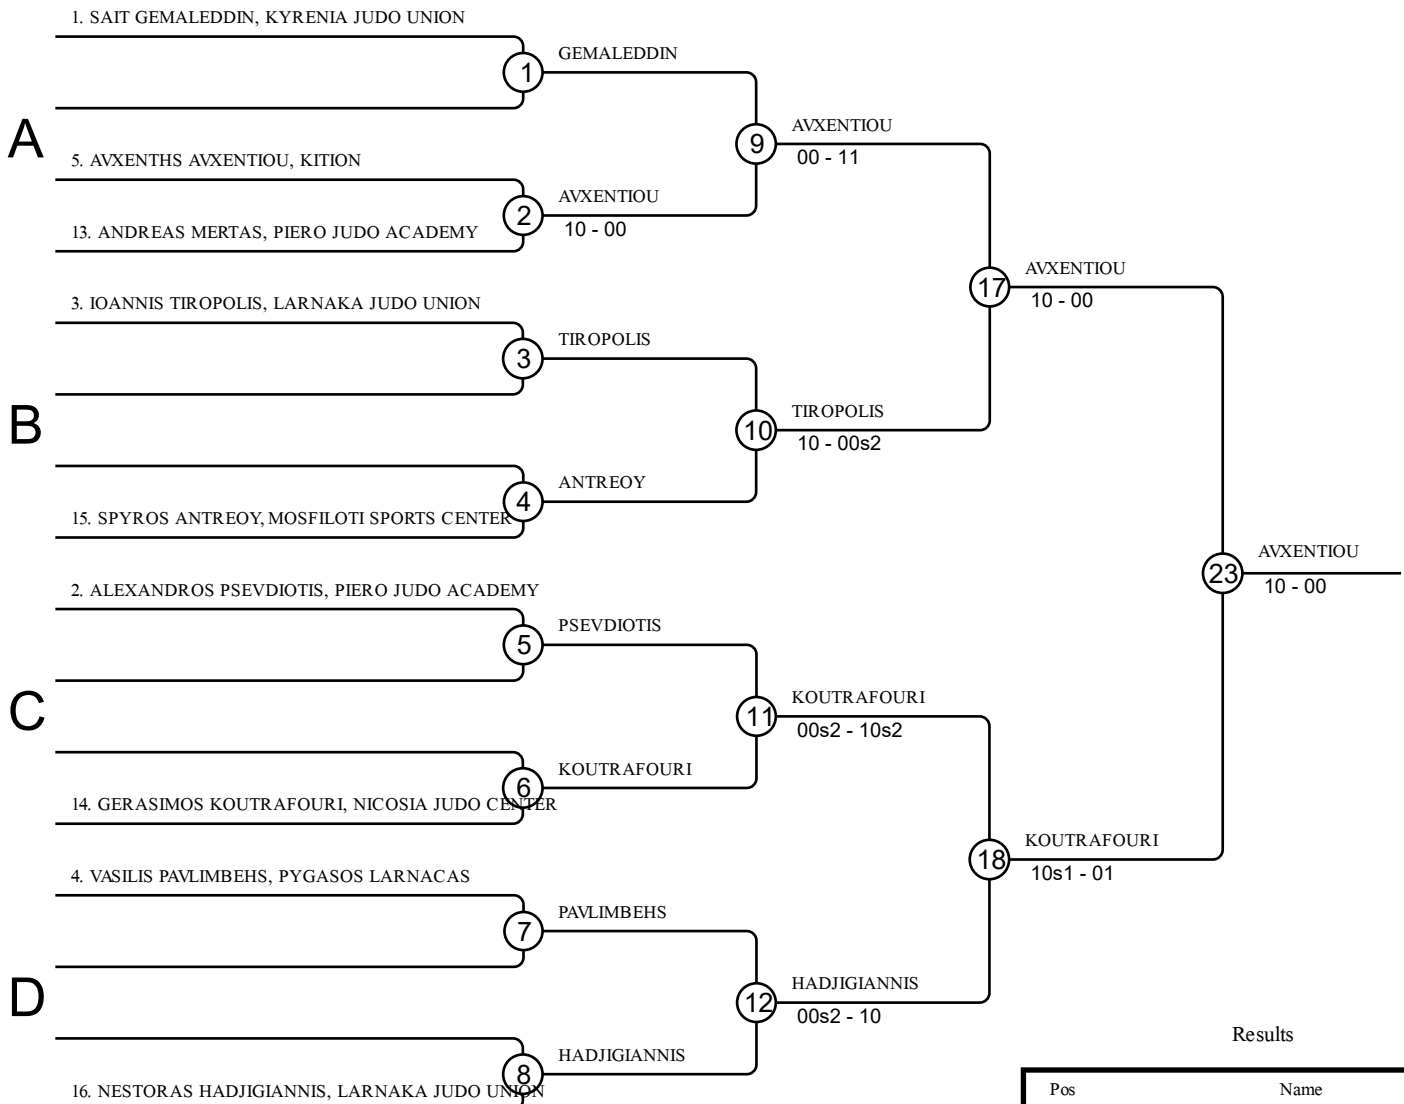 1. SAIT GEMALEDDIN, KYRENIA JUDO UNION
GEMALEDDIN
1
A
AVXENTIOU
9
00 - 11
5. AVXENTHS AVXENTIOU, KITION
AVXENTIOU
2
10 - 00
13. ANDREAS MERTAS, PIERO JUDO ACADEMY
AVXENTIOU
17
10 - 00
3. IOANNIS TIROPOLIS, LARNAKA JUDO UNION
TIROPOLIS
3
B
TIROPOLIS
10
10 - 00s2
ANTREOY
4
15. SPYROS ANTREOY, MOSFILOTI SPORTS CENTER
AVXENTIOU
23
10 - 00
2. ALEXANDROS PSEVDIOTIS, PIERO JUDO ACADEMY
PSEVDIOTIS
5
C
KOUTRAFOURI
11
00s2 - 10s2
KOUTRAFOURI
6
14. GERASIMOS KOUTRAFOURI, NICOSIA JUDO CENTER
KOUTRAFOURI
18
10s1 - 01
4. VASILIS PAVLIMBEHS, PYGASOS LARNACAS
PAVLIMBEHS
7
D
HADJIGIANNIS
12
00s2 - 10
HADJIGIANNIS
8
16. NESTORAS HADJIGIANNIS, LARNAKA JUDO UNION
Results
Pos Name